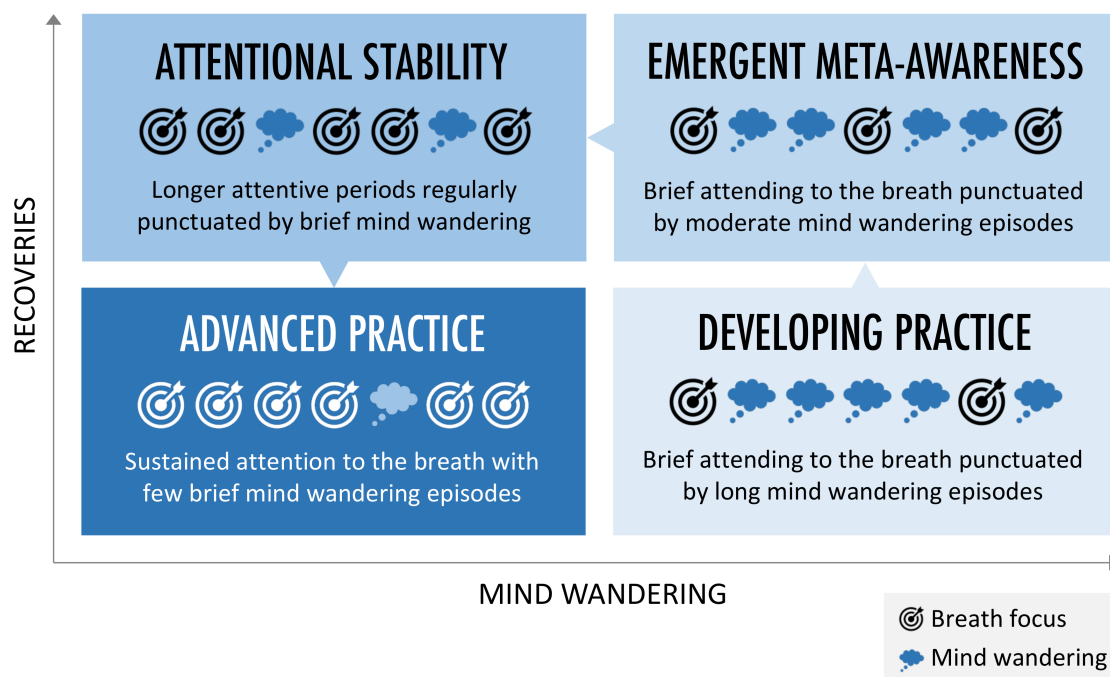 ATTENTIONAL STABILITY
Longer attentive periods regularly
punctuated by brief mind wandering
EMERGENT META-AWARENESS
Brief attending to the breath punctuated
by moderate mind wandering episodes
RECOVERIES
ADVANCED PRACTICE
Sustained attention to the breath with
few brief mind wandering episodes
DEVELOPING PRACTICE
Brief attending to the breath punctuated
by long mind wandering episodes
MIND WANDERING
Breath focus
Mind wandering